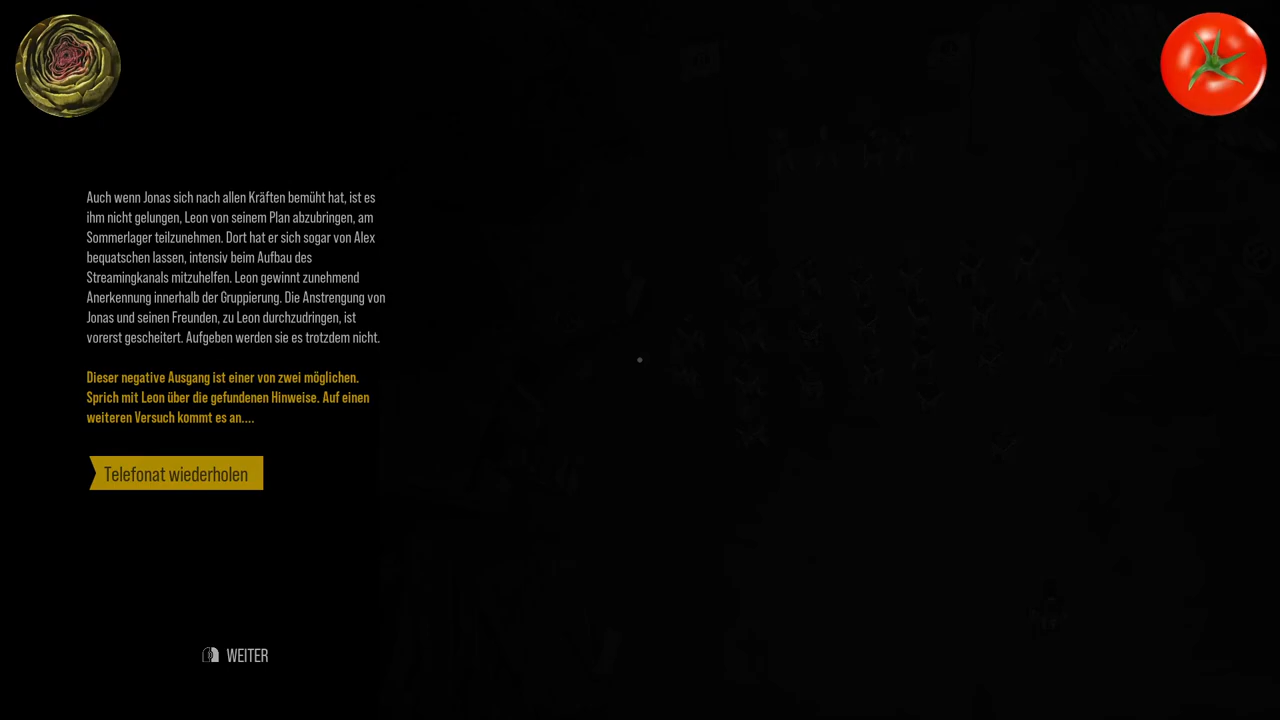 Auch wenn Jonas sich nach allen Kräften bemüht hat, ist es
ihm nicht gelungen, Leon von seinem Plan abzubringen, am
Sommerlager teilzunehmen. Dort hat er sich sogar von Alex
bequatschen lassen, intensiv beim Aufbau des
Streamingkanals mitzuhelfen. Leon gewinnt zunehmend
Anerkennung innerhalb der Gruppierung. Die Anstrengung von
Jonas und seinen Freunden, zu Leon durchzudringen, ist
vorerst gescheitert. Aufgeben werden sie es trotzdem nicht.
Dieser negative Ausgang ist einer von zwei möglichen.
Sprich mit Leon über die gefundenen Hinweise. Auf einen
weiteren Versuch kommt es an....
Telefonat wiederholen
WEITER